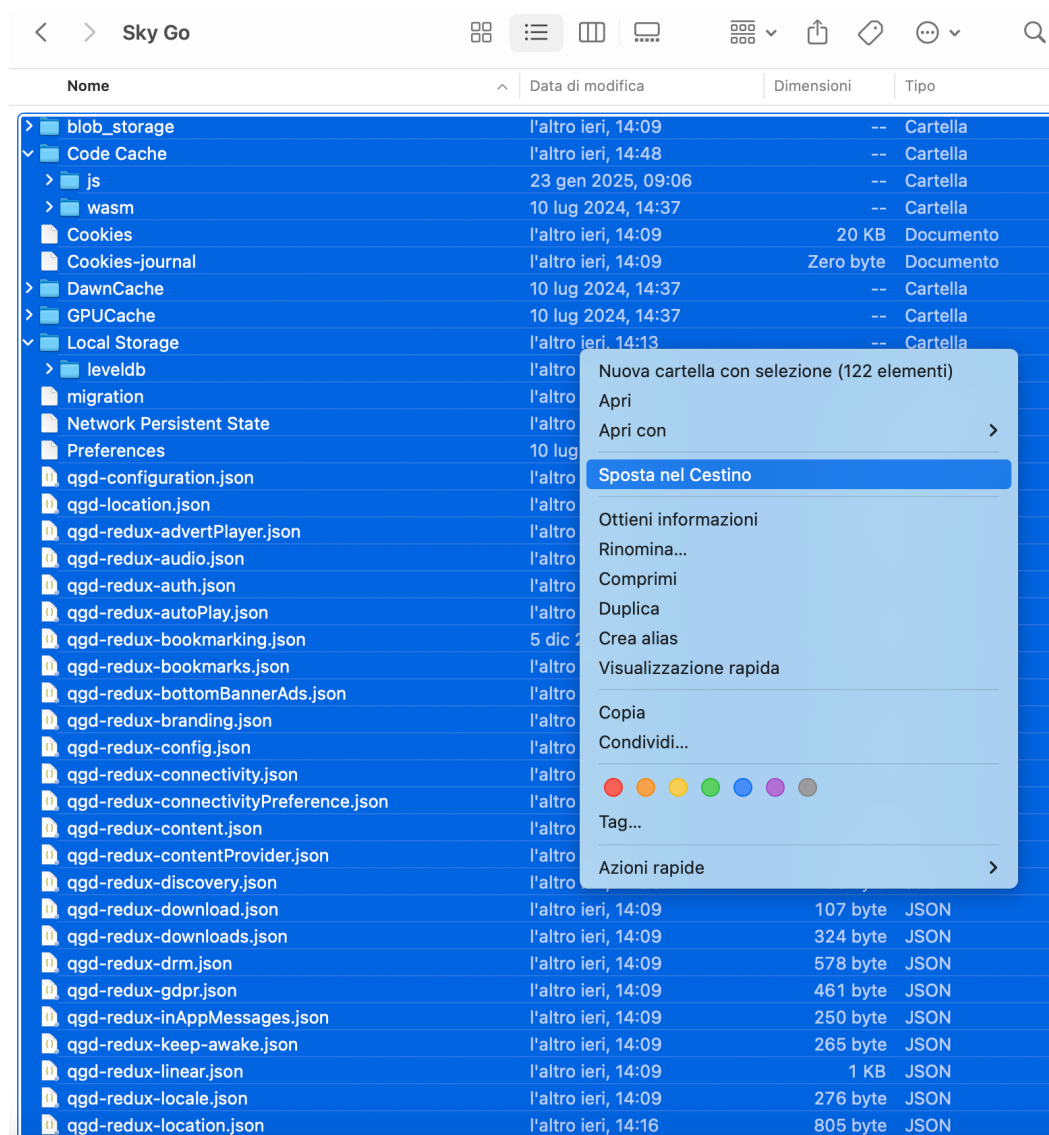 Sky Go
Nome Data di modifica Dimensioni Tipo
blob_storage l'altro ieri, 14:09 -- Cartella
Code Cache l'altro ieri, 14:48 -- Cartella
js 23 gen 2025, 09:06 -- Cartella
wasm 10 lug 2024, 14:37 -- Cartella
Cookies l'altro ieri, 14:09 20 KB Documento
Cookies-journal l'altro ieri, 14:09 Zero byte Documento
DawnCache 10 lug 2024, 14:37 -- Cartella
GPUCache 10 lug 2024, 14:37 -- Cartella
Local Storage l'altro ieri, 14:13 -- Cartella
leveldb l'altro
migration l'altro
Network Persistent State l'altro
Preferences 10 lug
qgd-configuration.json l'altro
qgd-location.json l'altro
qgd-redux-advertPlayer.json l'altro
qgd-redux-audio.json l'altro
qgd-redux-auth.json l'altro
qgd-redux-autoPlay.json l'altro
qgd-redux-bookmarking.json 5 dic
qgd-redux-bookmarks.json l'altro
qgd-redux-bottomBannerAds.json l'altro
qgd-redux-branding.json l'altro
qgd-redux-config.json l'altro
qgd-redux-connectivity.json l'altro
qgd-redux-connectivityPreference.json l'altro
qgd-redux-content.json l'altro
qgd-redux-contentProvider.json l'altro
qgd-redux-discovery.json l'altro
Nuova cartella con selezione (122 elementi)
Apri
Apri con
Sposta nel Cestino
Ottieni informazioni
Rinomina...
Comprimi
Duplica
Crea alias
Visualizzazione rapida
Copia
Condividi...
Tag...
Azioni rapide
qgd-redux-download.json l'altro ieri, 14:09 107 byte JSON
qgd-redux-downloads.json l'altro ieri, 14:09 324 byte JSON
qgd-redux-drm.json l'altro ieri, 14:09 578 byte JSON
qgd-redux-gdpr.json l'altro ieri, 14:09 461 byte JSON
qgd-redux-inAppMessages.json l'altro ieri, 14:09 250 byte JSON
qgd-redux-keep-awake.json l'altro ieri, 14:09 265 byte JSON
qgd-redux-linear.json l'altro ieri, 14:09 1 KB JSON
qgd-redux-locale.json l'altro ieri, 14:09 276 byte JSON
qgd-redux-location.json l'altro ieri, 14:16 805 byte JSON